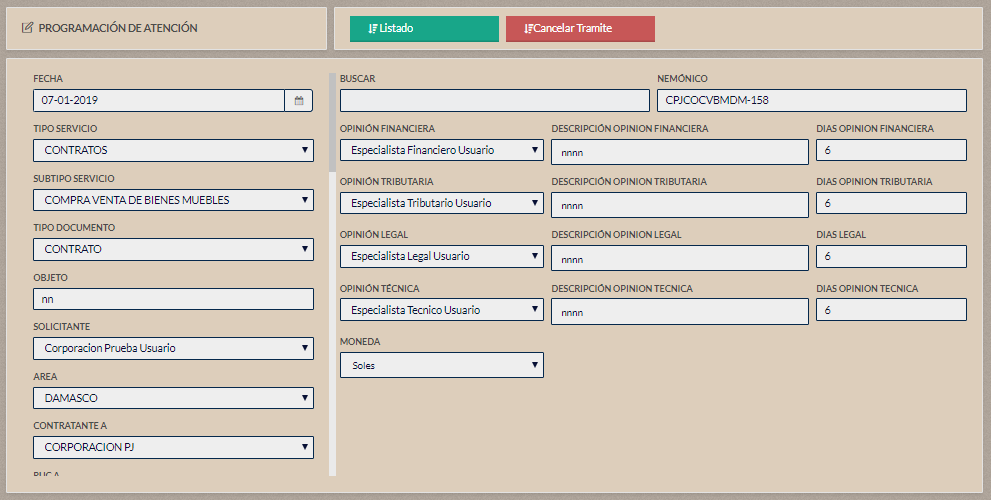 PROGRAMACIÓN DE ATENCIÓN
Listado
Cancelar Tramite
FECHA
07-01-2019
TIPO SERVICIO
CONTRATOS
SUBTIPO SERVICIO
COMPRA VENTA DE BIENES MUEBLES
TIPO DOCUMENTO
CONTRATO
OBJETO
nn
SOLICITANTE
Corporacion Prueba Usuario
AREA
DAMASCO
CONTRATANTE A
CORPORACION PJ
RUC A
BUSCAR
NEMÓNICO
CPJCOCVBMDM-158
OPINIÓN FINANCIERA
DESCRIPCIÓN OPINION FINANCIERA
DIAS OPINION FINANCIERA
Especialista Financiero Usuario
nnnn
6
OPINIÓN TRIBUTARIA
DESCRIPCIÓN OPINION TRIBUTARIA
DIAS OPINION TRIBUTARIA
Especialista Tributario Usuario
nnnn
6
OPINIÓN LEGAL
DESCRIPCIÓN OPINION LEGAL
DIAS LEGAL
Especialista Legal Usuario
nnnn
6
OPINIÓN TÉCNICA
DESCRIPCIÓN OPINION TECNICA
DIAS OPINION TECNICA
Especialista Tecnico Usuario
nnnn
6
MONEDA
Soles